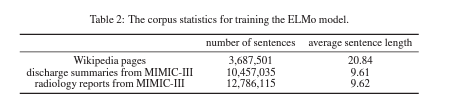 Table 2: The corpus statistics for training the ELMo model.
number of sentences average sentence length
Wikipedia pages 3,687,501 20.84
discharge summaries from MIMIC-III 10,457,035 9.61
radiology reports from MIMIC-III 12,786,115 9.62